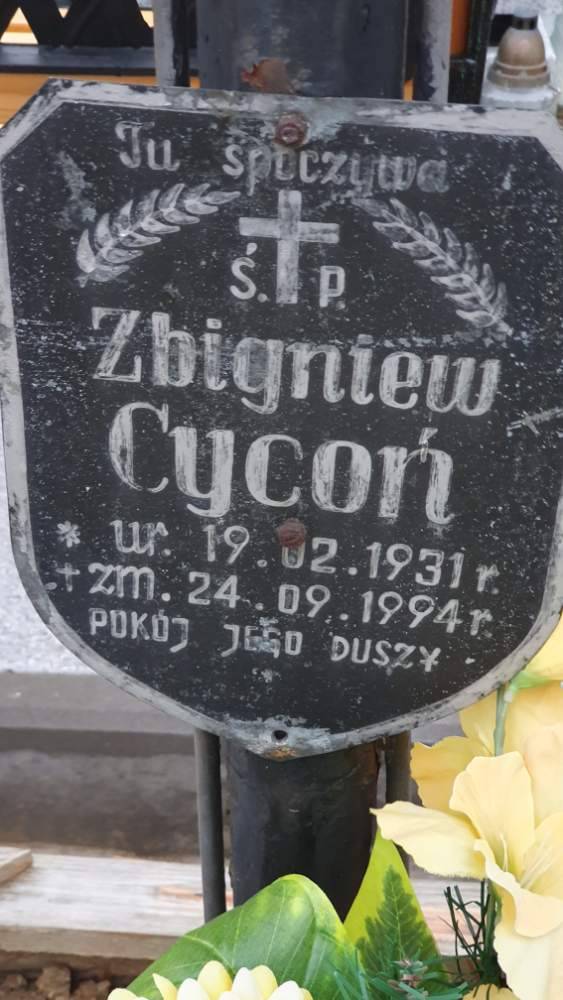 Tu spoczywa
Ś. P.
Zbigniew
Cycoń
* ur. 19.02.1931 r.
+ zm. 24.09.1994 r.
POKÓJ JEGO DUSZY.